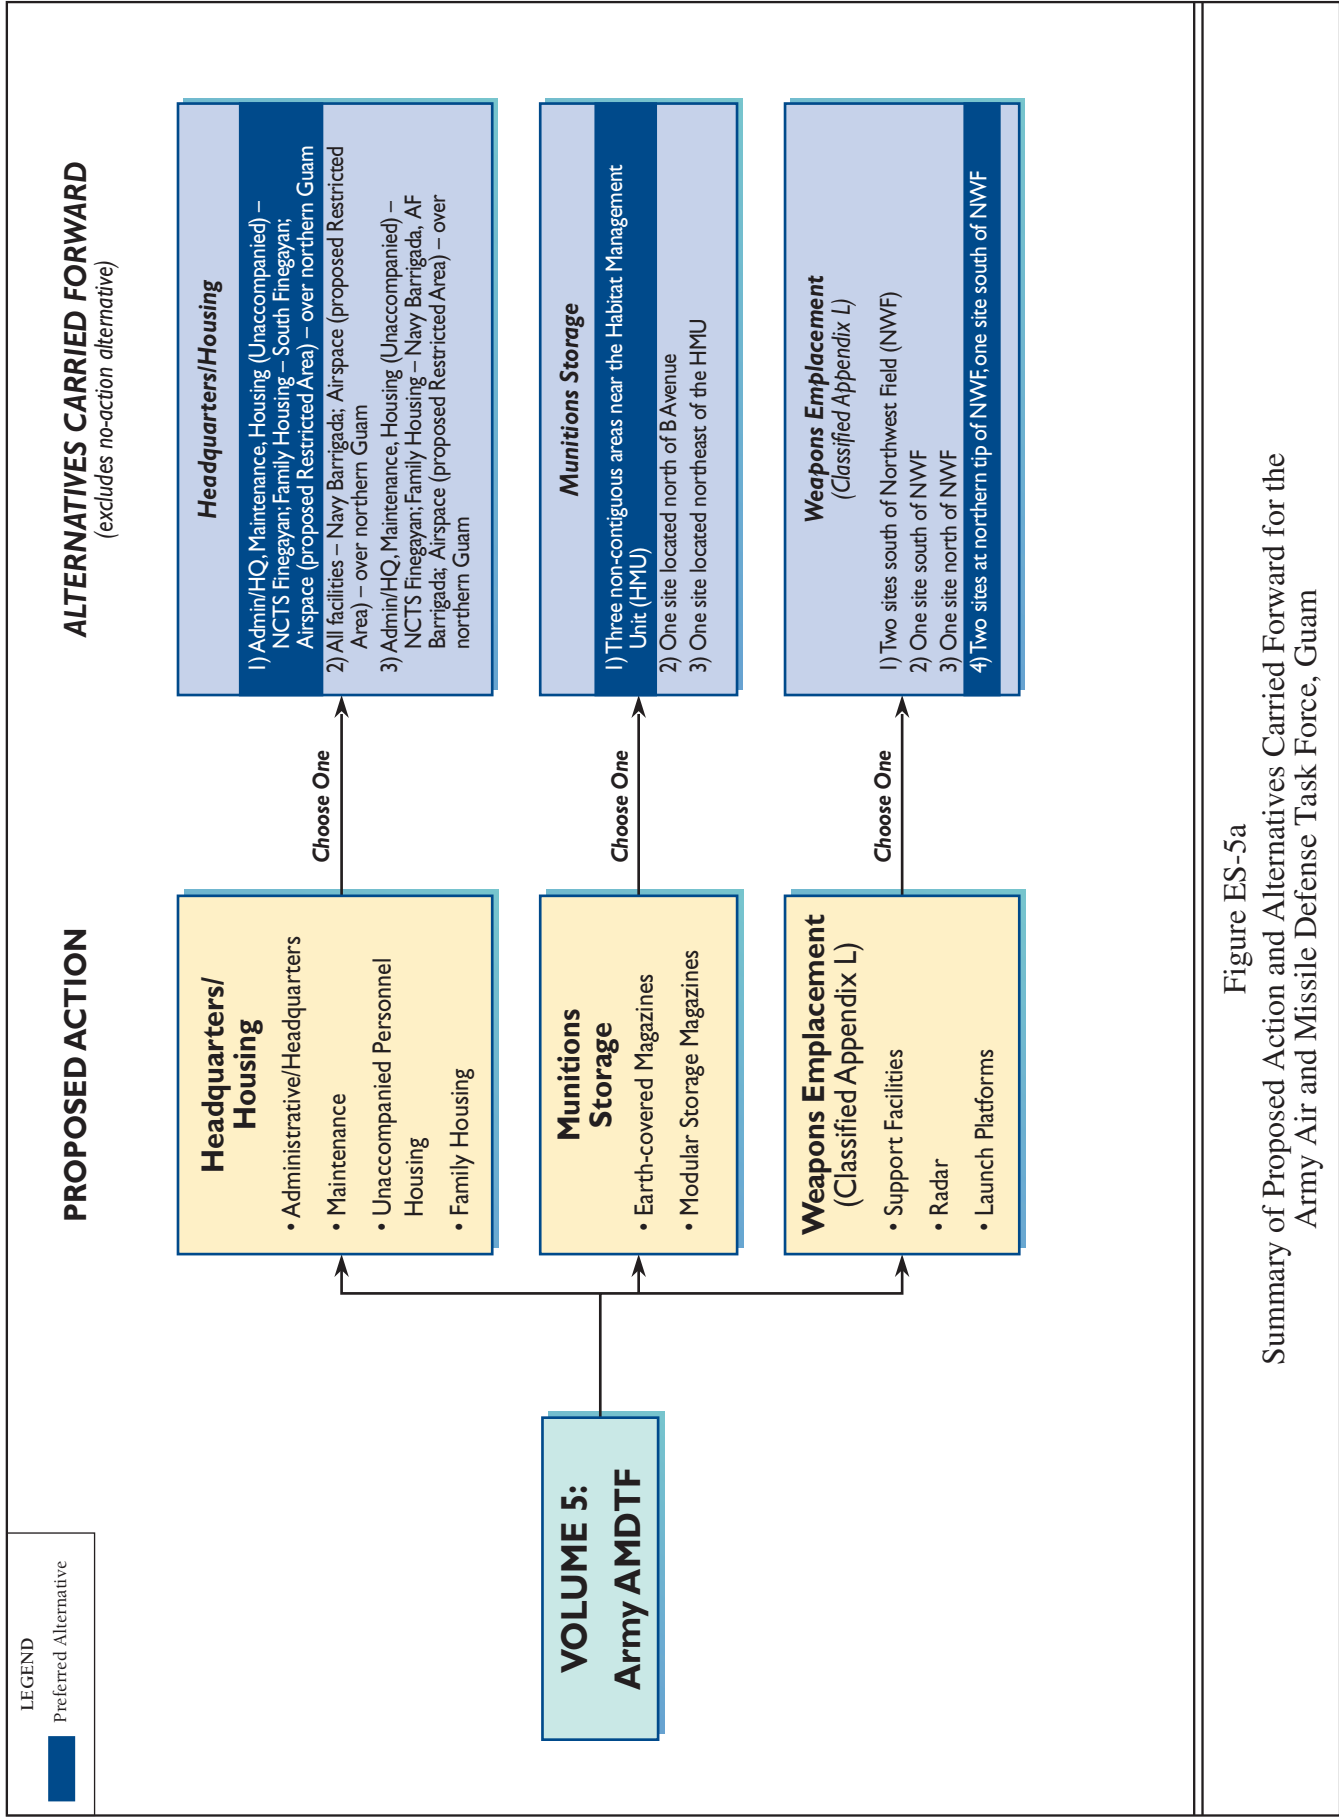 LEGEND
Preferred Alternative
PROPOSED ACTION
ALTERNATIVES CARRIED FORWARD
(excludes no-action alternative)
VOLUME 5:
Army AMDTF
Headquarters/
Housing
• Administrative/Headquarters
• Maintenance
• Unaccompanied Personnel
Housing
• Family Housing
Choose One
Headquarters/Housing
1) Admin/HQ, Maintenance, Housing (Unaccompanied) –
NCTS Finegayan; Family Housing – South Finegayan;
Airspace (proposed Restricted Area) – over northern Guam
2) All facilities – Navy Barrigada; Airspace (proposed Restricted
Area) – over northern Guam
3) Admin/HQ, Maintenance, Housing (Unaccompanied) –
NCTS Finegayan; Family Housing – Navy Barrigada, AF
Barrigada; Airspace (proposed Restricted Area) – over
northern Guam
Munitions
Storage
• Earth-covered Magazines
• Modular Storage Magazines
Choose One
Munitions Storage
1) Three non-contiguous areas near the Habitat Management
Unit (HMU)
2) One site located north of B Avenue
3) One site located northeast of the HMU
Weapons Emplacement
(Classified Appendix L)
• Support Facilities
• Radar
• Launch Platforms
Choose One
Weapons Emplacement
(Classified Appendix L)
1) Two sites south of Northwest Field (NWF)
2) One site south of NWF
3) One site north of NWF
4) Two sites at northern tip of NWF, one site south of NWF
Figure ES-5a
Summary of Proposed Action and Alternatives Carried Forward for the
Army Air and Missile Defense Task Force, Guam